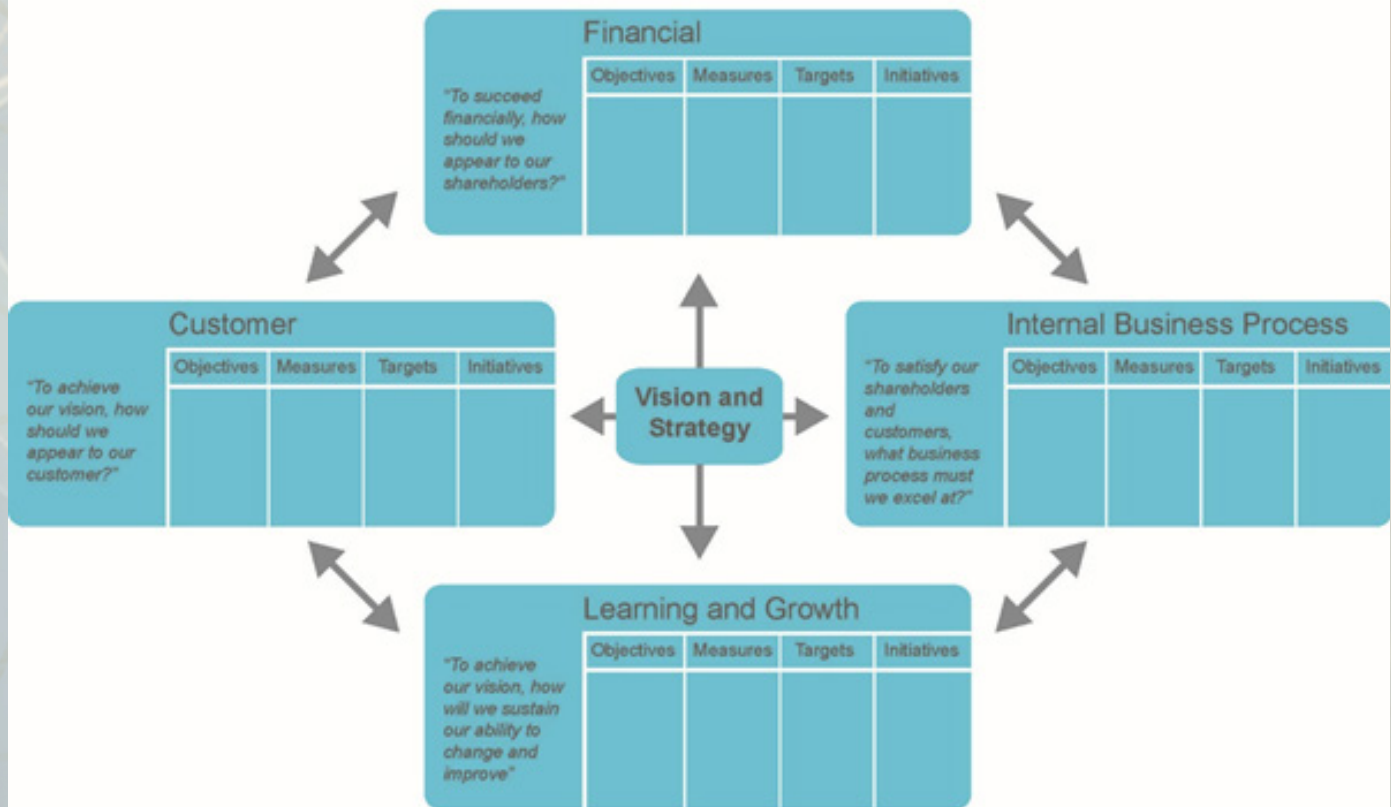 Financial
Objectives Measures Targets Initiatives
"To succeed
financially, how
should we
appear to our
shareholders?"
Customer
Objectives Measures Targets Initiatives
"To achieve
our vision, how
should we
appear to our
customer?"
Vision and
Strategy
Internal Business Process
Objectives Measures Targets Initiatives
"To satisfy our
shareholders
and
customers,
what business
process must
we excel at?"
Learning and Growth
Objectives Measures Targets Initiatives
"To achieve
our vision, how
will we sustain
our ability to
change and
improve"